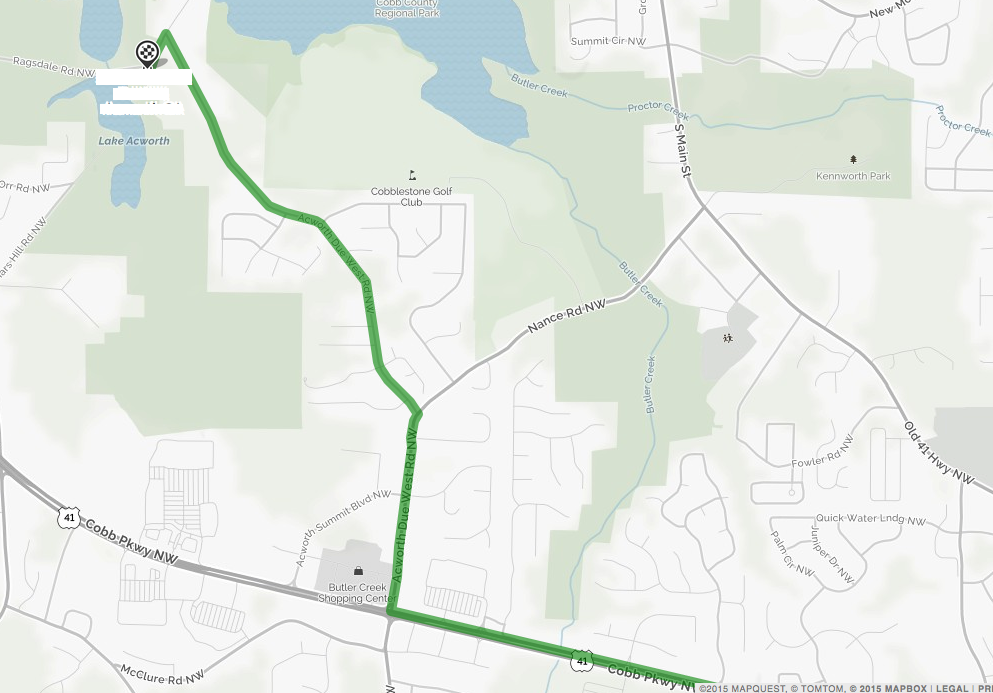 Cobb County
Regional Park
New
Summit Cir NW
Ragsdale Rd NW
Butler Creek
Proctor Creek
Proctor Creek
S Main St
Lake Acworth
Kennworth Park
Cobblestone Golf
Club
Orr Rd NW
Hill Rd NW
Acworth Due West Rd NW
Butler Creek
Nance Rd NW
Butler Creek
Old 41 Hwy NW
Acworth Due West Rd NW
Fowler Rd NW
Acworth Summit Blvd NW
41
Cobb Pkwy NW
Quick Water Lndg NW
Palm Cir NW
Juniper Dr NW
Butler Creek
Shopping Center
41
Cobb Pkwy N
McClure Rd NW
©2015 MAPQUEST, © TOMTOM, © 2015 MAPBOX | LEGAL | PRI